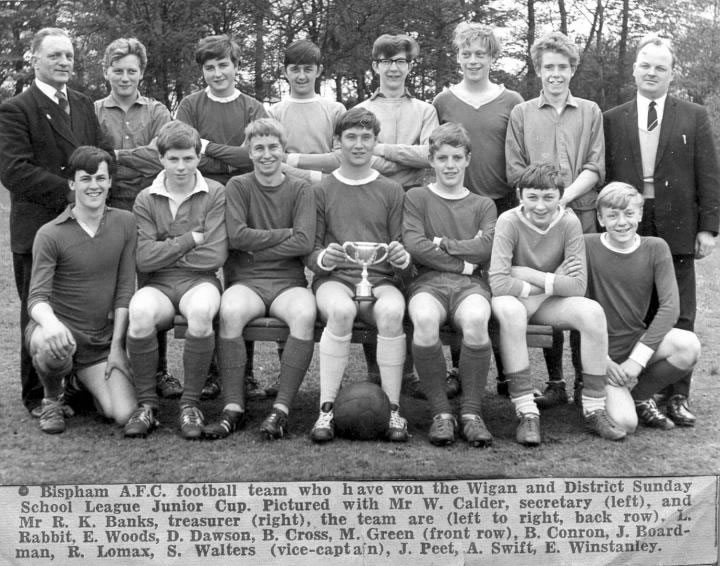 ● Bispham A.F.C. football team who have won the Wigan and District Sunday
School League Junior Cup. Pictured with Mr W. Calder, secretary (left), and
Mr R. K. Banks, treasurer (right), the team are (left to right, back row). L.
Rabbit, E. Woods, D. Dawson, B. Cross, M. Green (front row), B. Conron, J. Board-
man, R. Lomax, S. Walters (vice-captain), J. Peet, A. Swift, E. Winstanley.